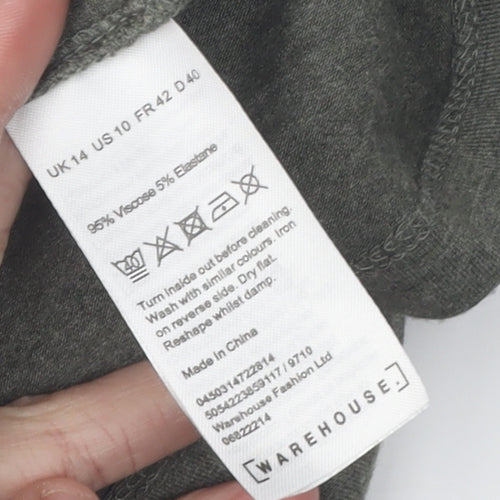 UK 14 US 10 FR 42 D 40
95% Viscose 5% Elastane
40
Turn inside out before cleaning.
Wash with similar colours. Iron
on reverse side. Dry flat.
Reshape whilst damp.
Made in China
0450314722814
5054223859117 / 9710
Warehouse Fashion Ltd
06822214
WAREHOUSE.